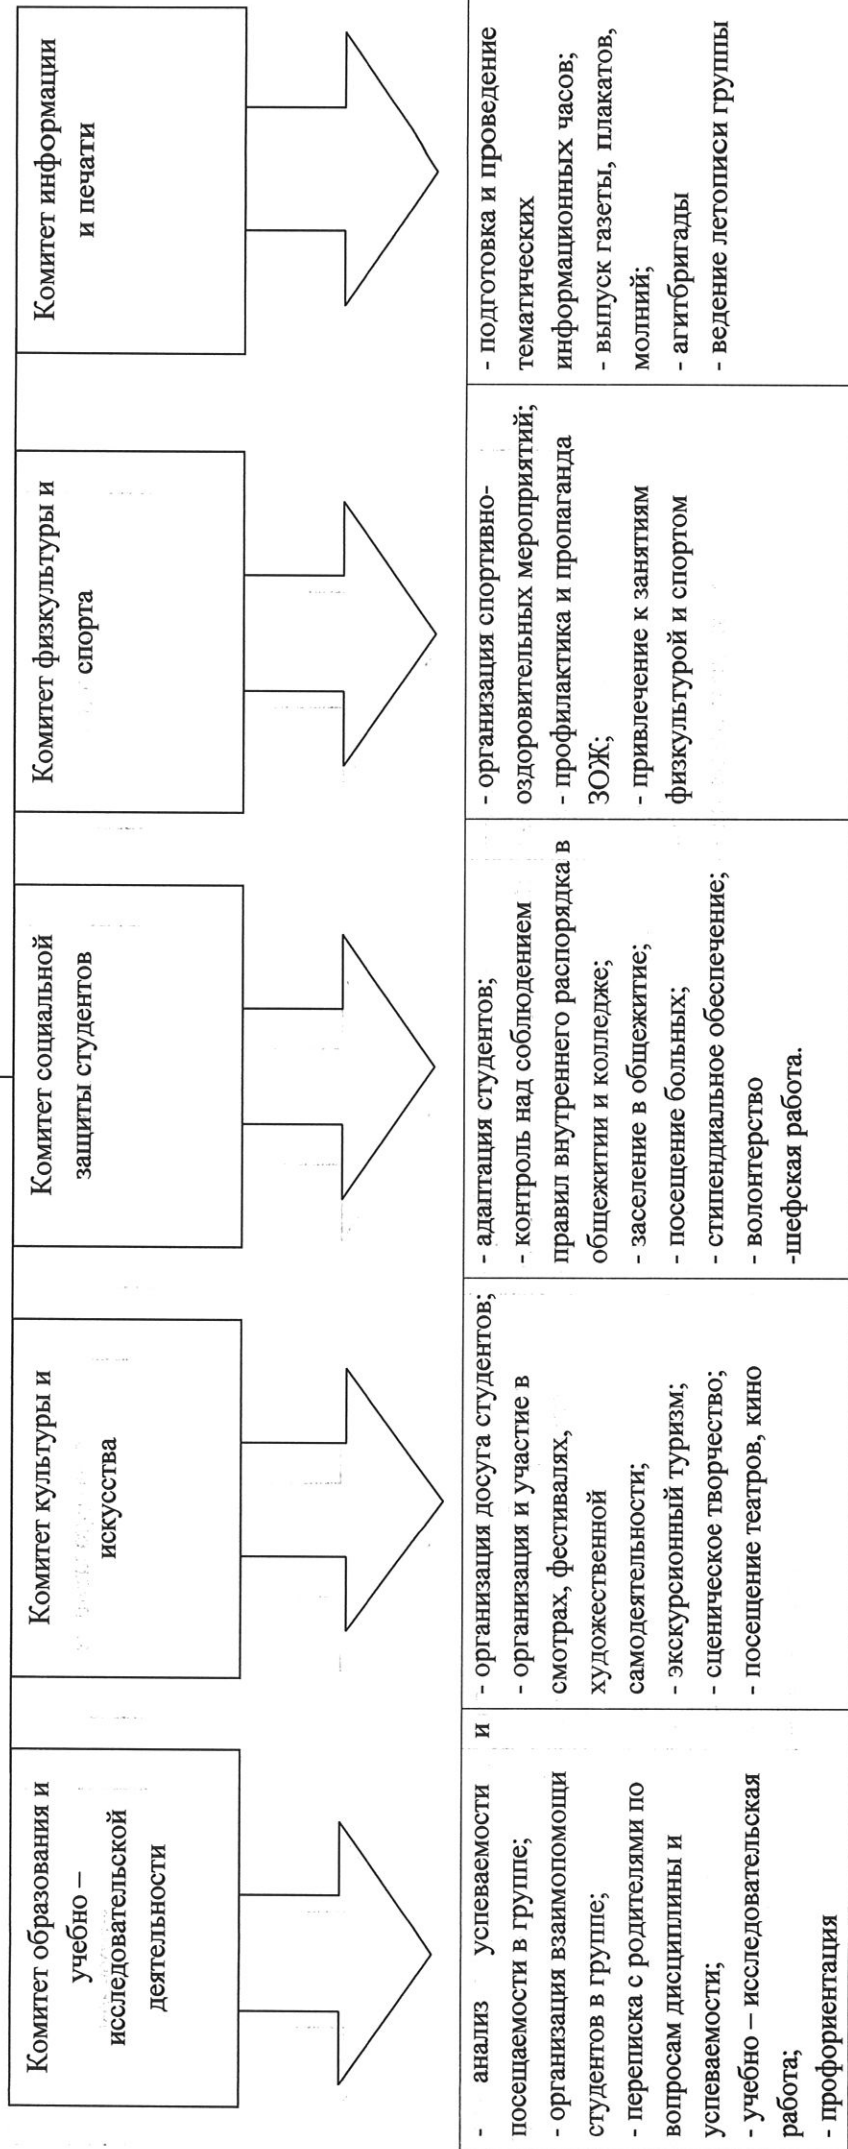 Комитет образования и
учебно –
исследовательской
деятельности
Комитет культуры и
искусства
Комитет социальной
защиты студентов
Комитет физкультуры и
спорта
Комитет информации
и печати
- анализ успеваемости и
посещаемости в группе;
- организация взаимопомощи
студентов в группе;
- переписка с родителями по
вопросам дисциплины и
успеваемости;
- учебно – исследовательская
работа;
- профориентация
- организация досуга студентов;
- организация и участие в
смотрах, фестивалях,
художественной
самодеятельности;
- экскурсионный туризм;
- сценическое творчество;
- посещение театров, кино
- адаптация студентов;
- контроль над соблюдением
правил внутреннего распорядка в
общежитии и колледже;
- заселение в общежитие;
- посещение больных;
- стипендиальное обеспечение;
- волонтерство
-шефская работа.
- организация спортивно-
оздоровительных мероприятий;
- профилактика и пропаганда
ЗОЖ;
- привлечение к занятиям
физкультурой и спортом
- подготовка и проведение
тематических
информационных часов;
- выпуск газеты, плакатов,
молний;
- агитбригады
- ведение летописи группы